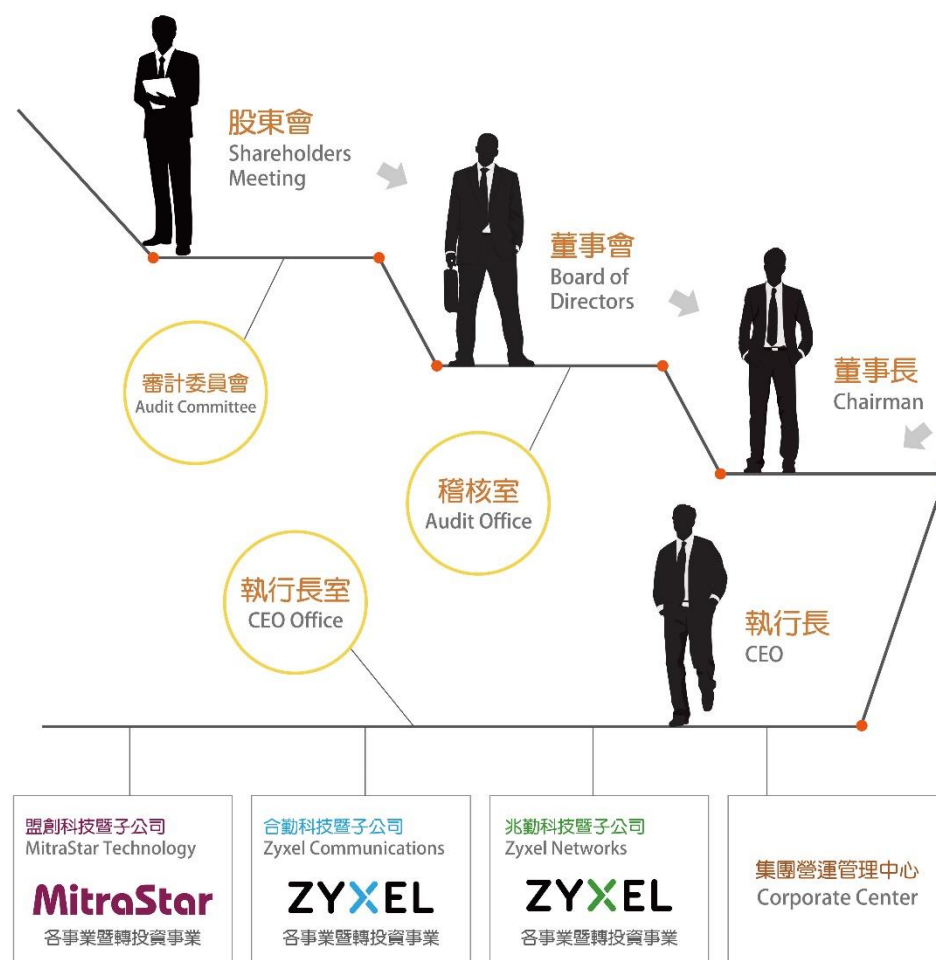 股東會
Shareholders
Meeting
董事會
Board of
Directors
董事長
Chairman
審計委員會
Audit Committee
稽核室
Audit Office
執行長室
CEO Office
執行長
CEO
盟創科技暨子公司
MitraStar Technology
MitraStar
各事業暨轉投資事業
合勤科技暨子公司
Zyxel Communications
ZYXEL
各事業暨轉投資事業
兆勤科技暨子公司
Zyxel Networks
ZYXEL
各事業暨轉投資事業
集團營運管理中心
Corporate Center